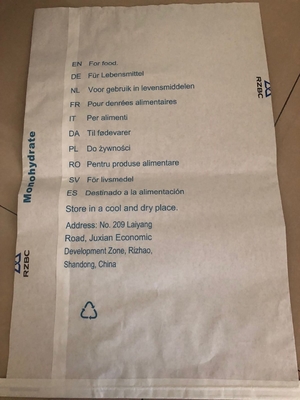 EN For food.
DE Für Lebensmittel
NL Voor gebruik in levensmiddelen
FR Pour denrées alimentaires
IT Per alimenti
DA Til fødevarer
PL Do żywności
RO Pentru produse alimentare
SV För livsmedel
ES Destinado a la alimentación
Store in a cool and dry place.
Address: No. 209 Laiyang
Road, Juxian Economic
Development Zone, Rizhao,
Shandong, China
Monohydrate
RZBC
RZBC